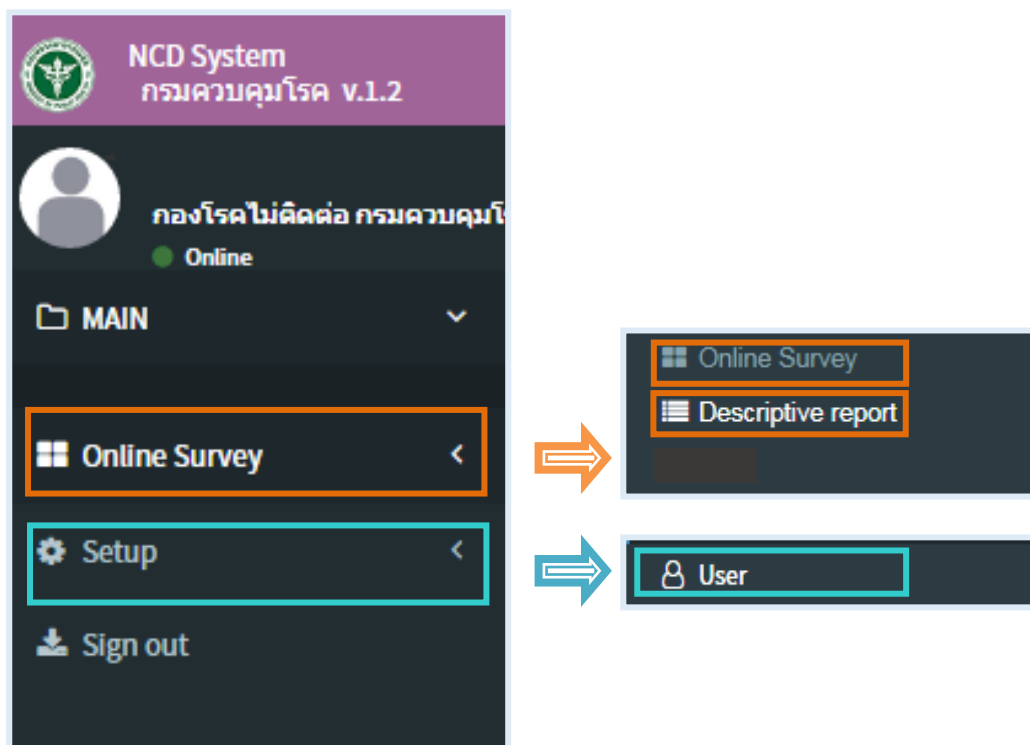 NCD System
กรมควบคุมโรค v.1.2
กองโรคไม่ติดต่อ กรมควบคุมโ
Online
MAIN
Online Survey
Setup
Sign out
Online Survey
Descriptive report
User